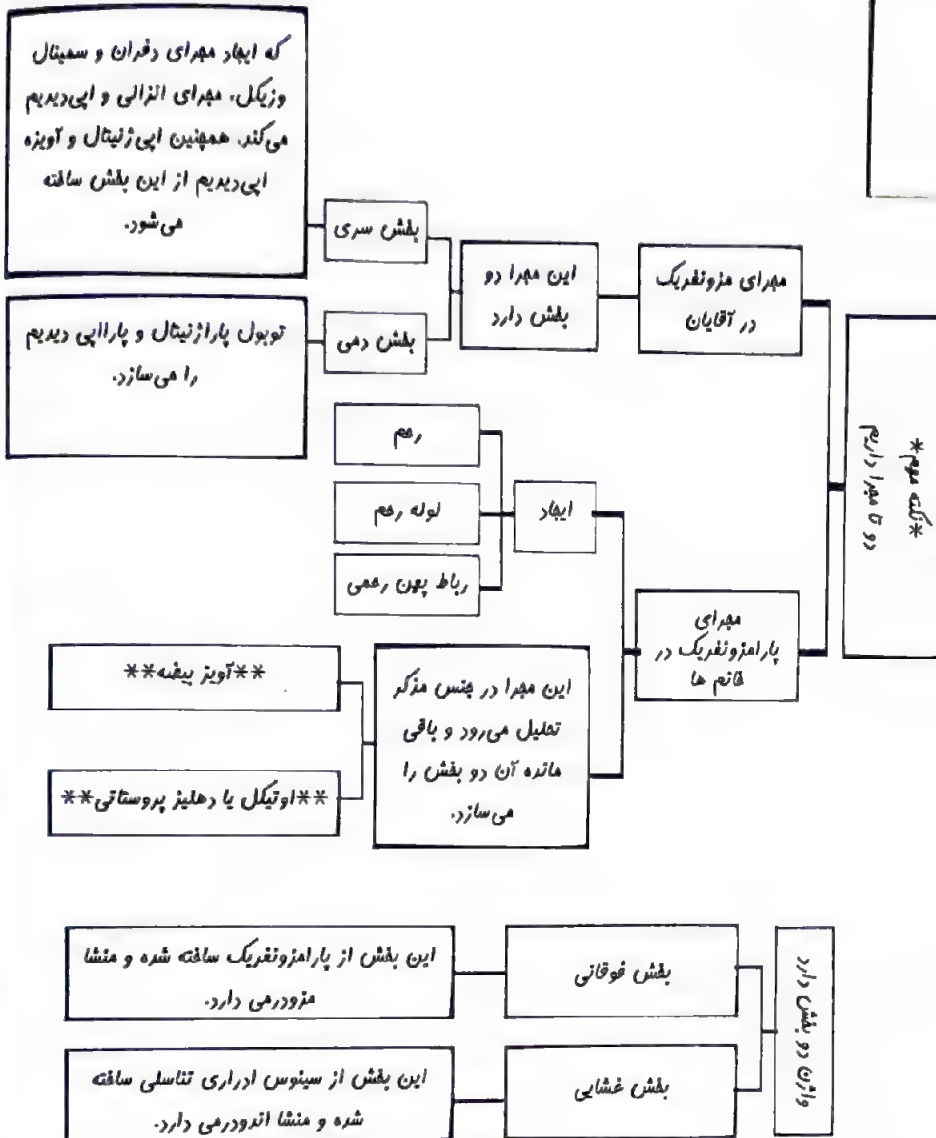 *نکته مهم*
دو تا مجرا داریم
مجرای مزونفریک
در آقایان
این مجرا دو
بخش دارد
بخش سری
که ایجاد مجرای دفران و سمینال
وزیکل، مجرای انزالی و اپی‌دیدیم
می‌کند. همچنین اپی‌ژنیتال و آویزه
اپی‌دیدیم از این بخش ساخته
می‌شود.
بخش دمی
توبول پاراژنیتال و پارااپی دیدیم
را می‌سازد.
مجرای
پارامزونفریک در
خانم ها
ایجاد
رحم
لوله رحم
رباط پهن رحمی
این مجرا در جنس مذکر
تحلیل می‌رود و باقی
مانده آن دو بخش را
می‌سازد.
**آویز بیضه**
**اوتیکل یا دهلیز پروستاتی**
واژن دو بخش دارد
بخش فوقانی
این بخش از پارامزونفریک ساخته شده و منشا
مزودرمی دارد.
بخش غشایی
این بخش از سینوس ادراری تناسلی ساخته
شده و منشا اندودرمی دارد.